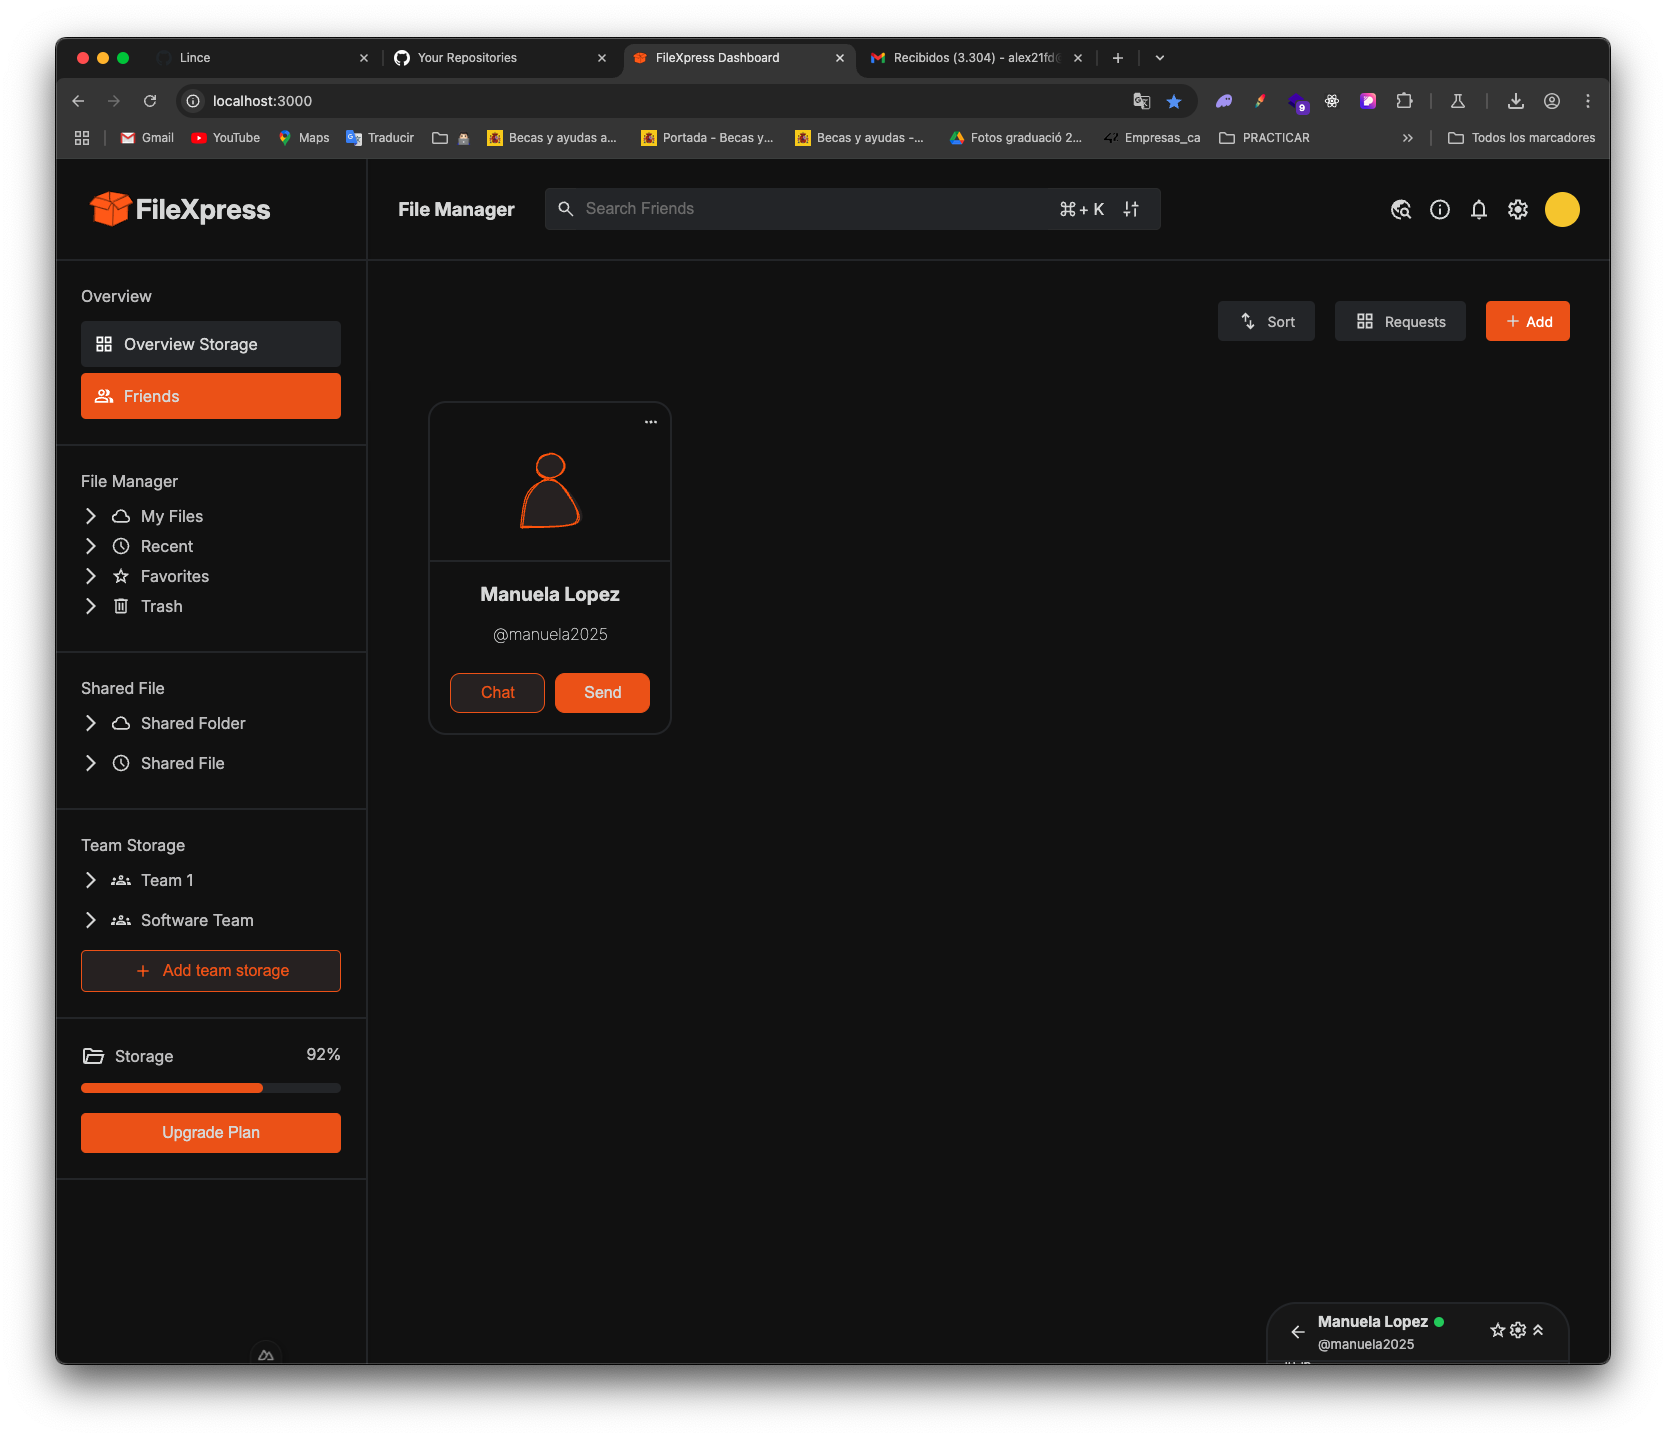 Lince
Your Repositories
FileXpress Dashboard
Recibidos (3.304) - alex21fd
localhost:3000
9
Gmail
YouTube
Maps
Traducir
Becas y ayudas a...
Portada - Becas y...
Becas y ayudas -...
Fotos graduació 2...
Empresas_ca
PRACTICAR
Todos los marcadores
FileXpress
File Manager
Search Friends
⌘ + K
Overview
Overview Storage
Friends
File Manager
My Files
Recent
Favorites
Trash
Shared File
Shared Folder
Shared File
Team Storage
Team 1
Software Team
+ Add team storage
Storage
92%
Upgrade Plan
Sort
Requests
+ Add
Manuela Lopez
@manuela2025
Chat
Send
Manuela Lopez
@manuela2025